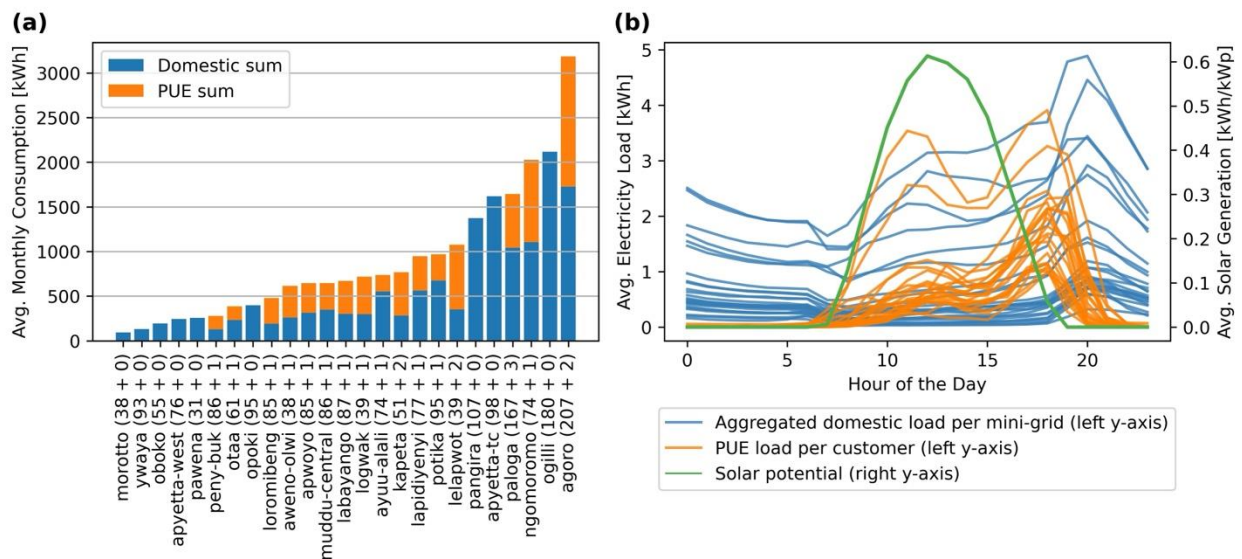 (a)
Avg. Monthly Consumption [kWh]
3000
2500
2000
1500
1000
500
0
Domestic sum
PUE sum
morotto (38 + 0)
ywaya (93 + 0)
oboko (55 + 0)
apyetta-west (76 + 0)
pawena (31 + 0)
peny-buk (86 + 1)
otaa (61 + 1)
opoki (95 + 0)
loromibeng (85 + 1)
aweno-olwi (38 + 1)
apwoyo (85 + 1)
muddu-central (86 + 1)
labayango (87 + 1)
logwak (39 + 1)
ayuu-alali (74 + 1)
kapeta (51 + 2)
lapidiyenyi (77 + 1)
potika (95 + 1)
lelapwot (39 + 2)
pangira (107 + 0)
apyetta-tc (98 + 0)
paloga (167 + 3)
ngomoromo (74 + 1)
ogilli (180 + 0)
agoro (207 + 2)
(b)
Avg. Electricity Load [kWh]
5
4
3
2
1
0
0.6
0.5
0.4
0.3
0.2
0.1
0.0
Avg. Solar Generation [kWh/kWp]
0 5 10 15 20
Hour of the Day
Aggregated domestic load per mini-grid (left y-axis)
PUE load per customer (left y-axis)
Solar potential (right y-axis)